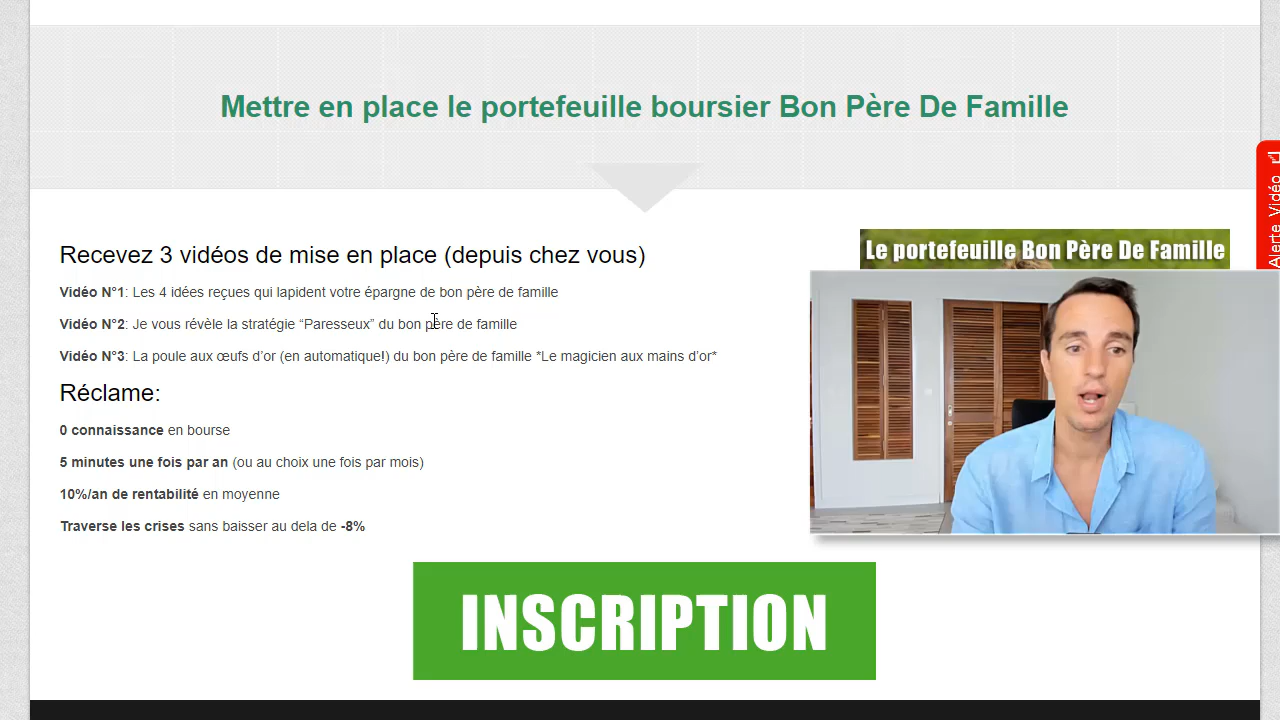 Mettre en place le portefeuille boursier Bon Père De Famille
Recevez 3 vidéos de mise en place (depuis chez vous)
Vidéo N°1: Les 4 idées reçues qui lapident votre épargne de bon père de famille
Vidéo N°2: Je vous révèle la stratégie “Paresseux” du bon père de famille
Vidéo N°3: La poule aux œufs d’or (en automatique!) du bon père de famille *Le magicien aux mains d’or*
Réclame:
0 connaissance en bourse
5 minutes une fois par an (ou au choix une fois par mois)
10%/an de rentabilité en moyenne
Traverse les crises sans baisser au dela de -8%
Le portefeuille Bon Père De Famille
Alerte Vidéo
INSCRIPTION